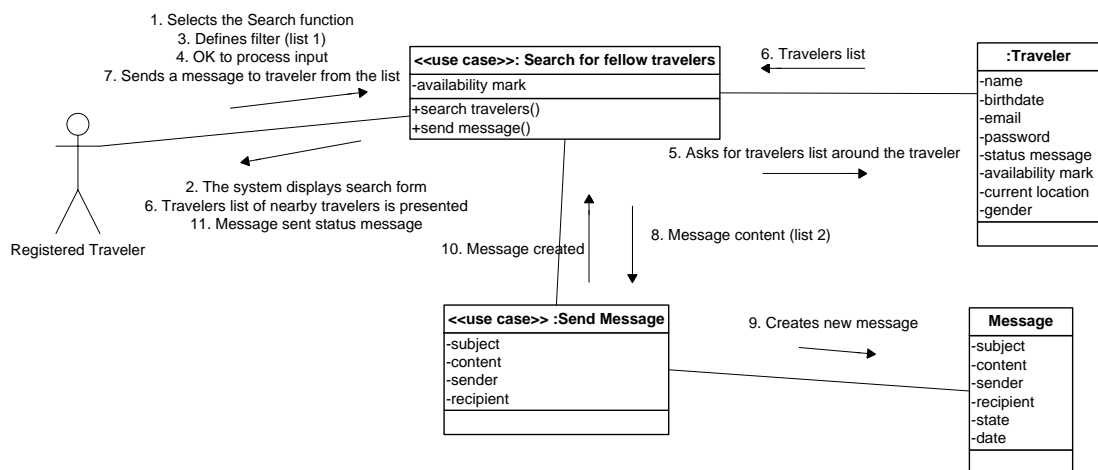 1. Selects the Search function
3. Defines filter (list 1)
4. OK to process input
7. Sends a message to traveler from the list
<<use case>>: Search for fellow travelers
-availability mark
+search travelers()
+send message()
6. Travelers list
:Traveler
-name
-birthdate
-email
-password
-status message
-availability mark
-current location
-gender
5. Asks for travelers list around the traveler
2. The system displays search form
6. Travelers list of nearby travelers is presented
11. Message sent status message
Registered Traveler
10. Message created
8. Message content (list 2)
<<use case>> :Send Message
-subject
-content
-sender
-recipient
9. Creates new message
Message
-subject
-content
-sender
-recipient
-state
-date